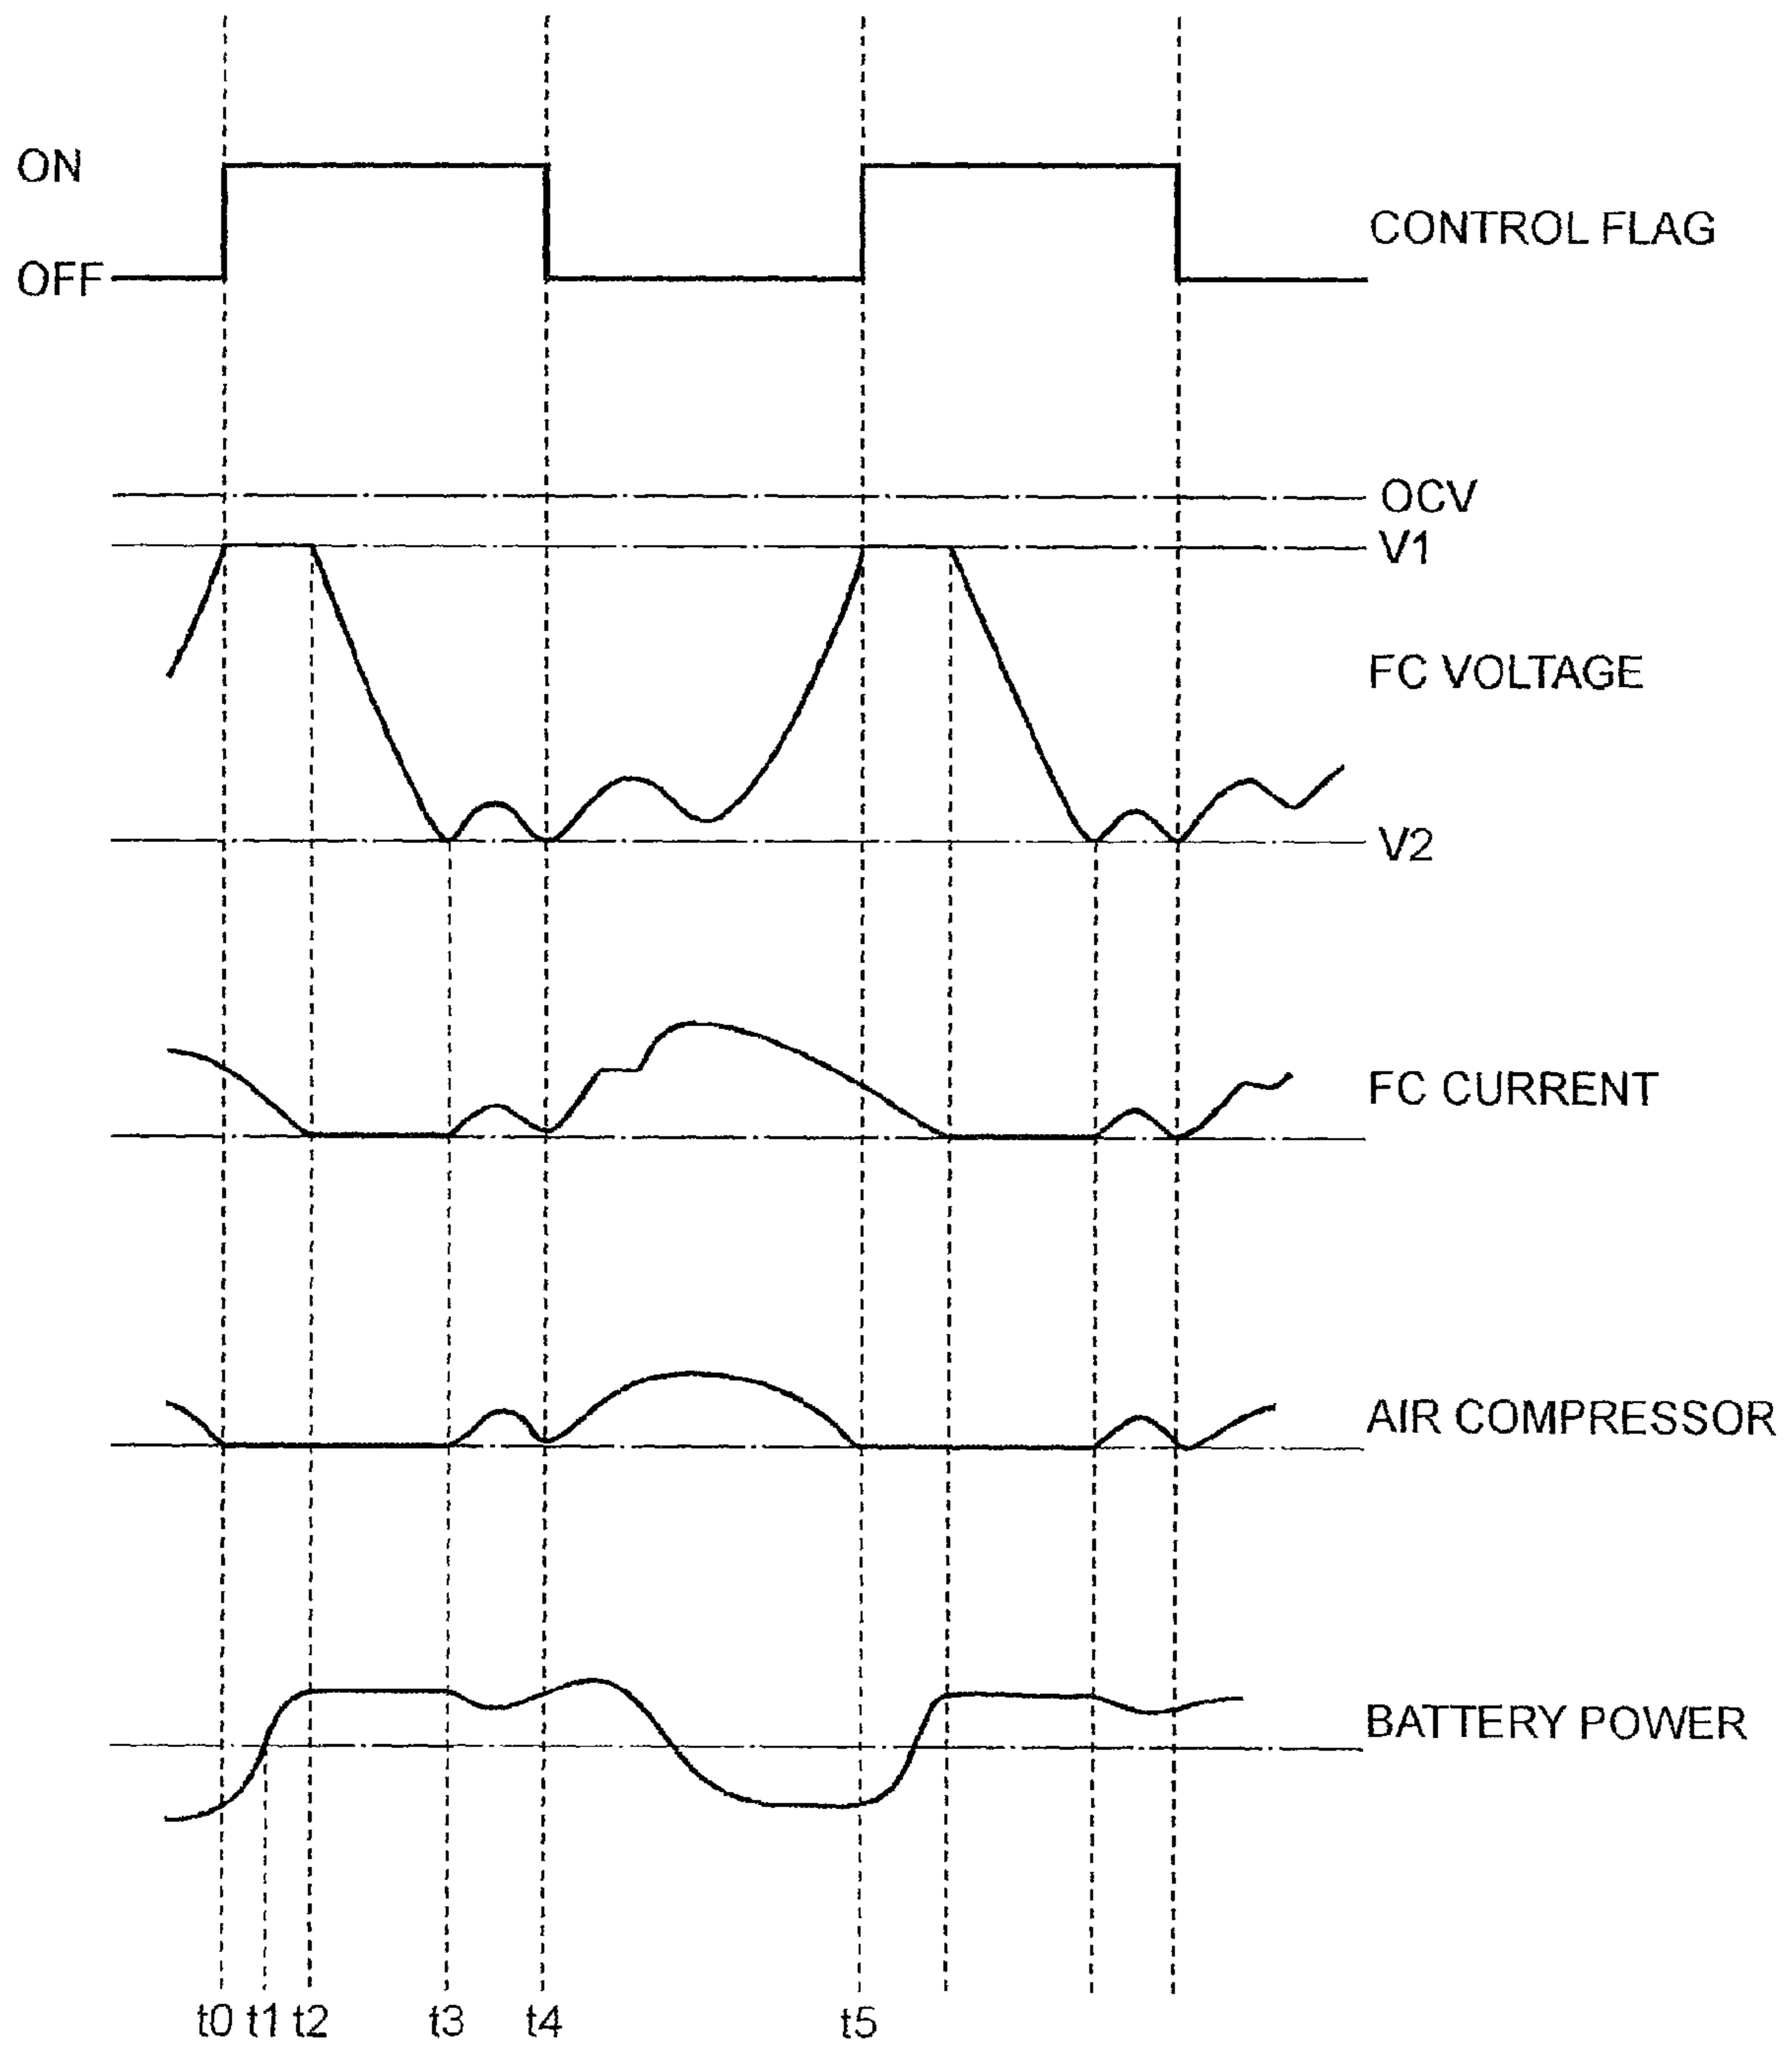 ON
CONTROL FLAG
OFF
OCV
V1
FC VOLTAGE
V2
FC CURRENT
AIR COMPRESSOR
BATTERY POWER
t0 t1 t2 t3 t4 t5